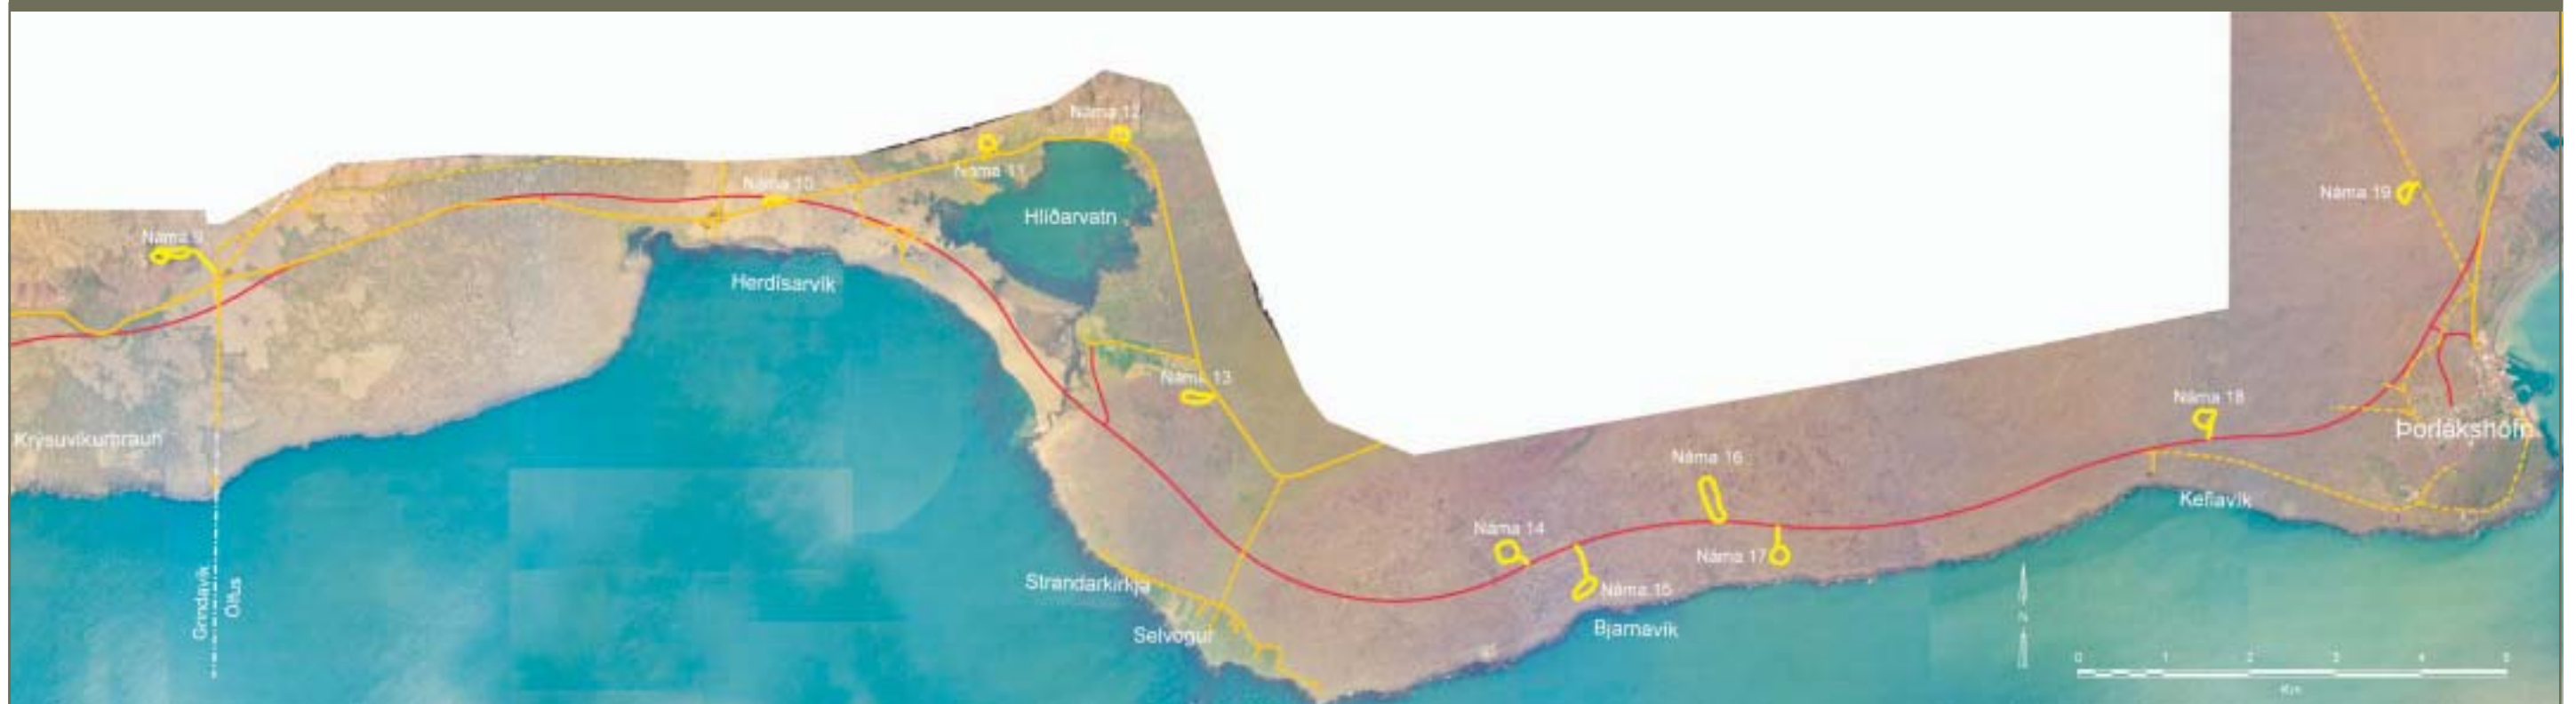 Náma 9
Náma 10
Náma 11
Náma 12
Hlíðarvatn
Herdísarvík
Náma 13
Krýsuvíkurhraun
Grindavík
Ölfus
Strandarkirkja
Selvogur
Náma 14
Náma 15
Náma 16
Náma 17
Bjarnavík
Náma 18
Náma 19
Þorlákshöfn
Keflavík
N
0 1 2 3 4 5
Km